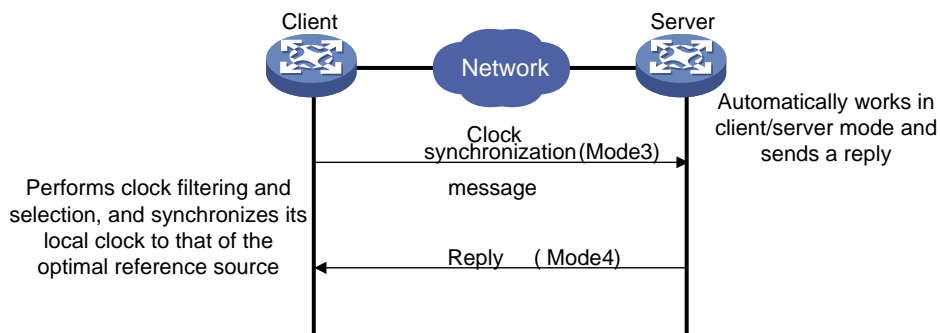 Client
Server
Network
Automatically works in
client/server mode and
sends a reply
Clock
synchronization (Mode3)
message
Performs clock filtering and
selection, and synchronizes its
local clock to that of the
optimal reference source
Reply ( Mode4)